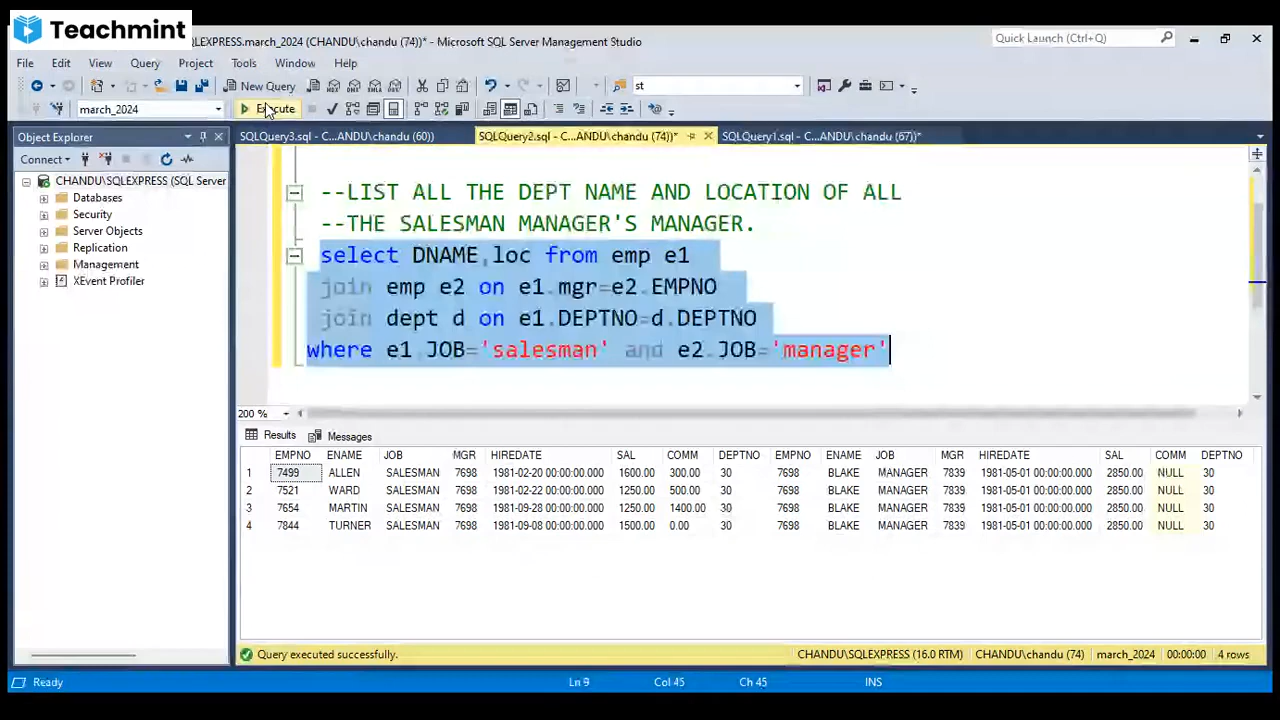 Teachmint
LEXPRESS.march_2024 (CHANDU\chandu (74))* - Microsoft SQL Server Management Studio
Quick Launch (Ctrl+Q)
File Edit View Query Project Tools Window Help
New Query
st
march_2024
Execute
Object Explorer
SQLQuery3.sql - C...ANDU\chandu (60))
SQLQuery2.sql - C...ANDU\chandu (74))*
SQLQuery1.sql - C...ANDU\chandu (67))*
Connect
CHANDU\SQLEXPRESS (SQL Server
Databases
Security
Server Objects
Replication
Management
XEvent Profiler
--LIST ALL THE DEPT NAME AND LOCATION OF ALL
--THE SALESMAN MANAGER'S MANAGER.
select DNAME,loc from emp e1
join emp e2 on e1.mgr=e2.EMPNO
join dept d on e1.DEPTNO=d.DEPTNO
where e1.JOB='salesman' and e2.JOB='manager'
200 %
Results Messages
EMPNO ENAME JOB MGR HIREDATE SAL COMM DEPTNO EMPNO ENAME JOB MGR HIREDATE SAL COMM DEPTNO
1 7499 ALLEN SALESMAN 7698 1981-02-20 00:00:00.000 1600.00 300.00 30 7698 BLAKE MANAGER 7839 1981-05-01 00:00:00.000 2850.00 NULL 30
2 7521 WARD SALESMAN 7698 1981-02-22 00:00:00.000 1250.00 500.00 30 7698 BLAKE MANAGER 7839 1981-05-01 00:00:00.000 2850.00 NULL 30
3 7654 MARTIN SALESMAN 7698 1981-09-28 00:00:00.000 1250.00 1400.00 30 7698 BLAKE MANAGER 7839 1981-05-01 00:00:00.000 2850.00 NULL 30
4 7844 TURNER SALESMAN 7698 1981-09-08 00:00:00.000 1500.00 0.00 30 7698 BLAKE MANAGER 7839 1981-05-01 00:00:00.000 2850.00 NULL 30
Query executed successfully.
CHANDU\SQLEXPRESS (16.0 RTM) CHANDU\chandu (74) march_2024 00:00:00 4 rows
Ready
Ln 9 Col 45 Ch 45 INS